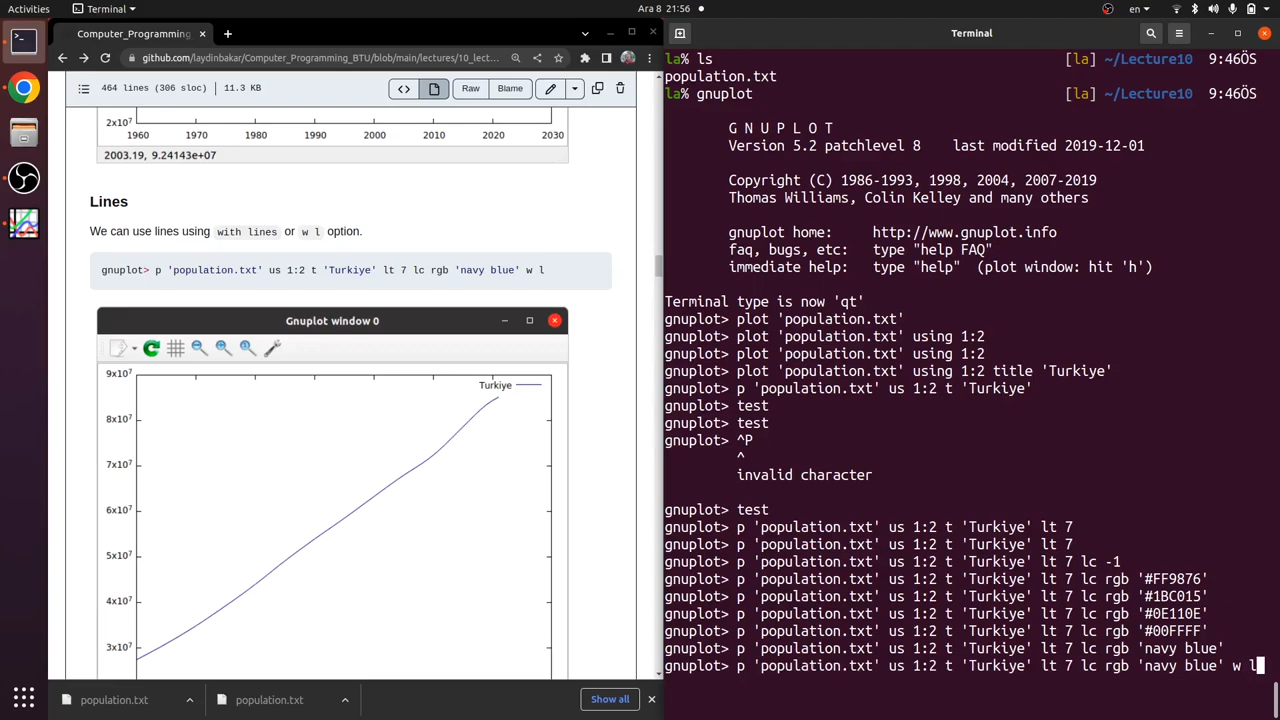 Activities
Terminal
Ara 8 21:56
en
Computer_Programming_
github.com/laydinbakar/Computer_Programming_BTU/blob/main/lectures/10_lect...
464 lines (306 sloc) 11.3 KB
Raw
Blame
2x10⁷
1960 1970 1980 1990 2000 2010 2020 2030
2003.19, 9.24143e+07
Lines
We can use lines using with lines or w l option.
gnuplot> p 'population.txt' us 1:2 t 'Turkiye' lt 7 lc rgb 'navy blue' w l
Gnuplot window 0
9x10⁷
Turkiye
8x10⁷
7x10⁷
6x10⁷
5x10⁷
4x10⁷
3x10⁷
population.txt
population.txt
Show all
Terminal
la% ls [la] ~/Lecture10 9:46ÖS
population.txt
la% gnuplot [la] ~/Lecture10 9:46ÖS
G N U P L O T
Version 5.2 patchlevel 8 last modified 2019-12-01
Copyright (C) 1986-1993, 1998, 2004, 2007-2019
Thomas Williams, Colin Kelley and many others
gnuplot home: http://www.gnuplot.info
faq, bugs, etc: type "help FAQ"
immediate help: type "help" (plot window: hit 'h')
Terminal type is now 'qt'
gnuplot> plot 'population.txt'
gnuplot> plot 'population.txt' using 1:2
gnuplot> plot 'population.txt' using 1:2
gnuplot> plot 'population.txt' using 1:2 title 'Turkiye'
gnuplot> p 'population.txt' us 1:2 t 'Turkiye'
gnuplot> test
gnuplot> test
gnuplot> ^P
^
invalid character
gnuplot> test
gnuplot> p 'population.txt' us 1:2 t 'Turkiye' lt 7
gnuplot> p 'population.txt' us 1:2 t 'Turkiye' lt 7
gnuplot> p 'population.txt' us 1:2 t 'Turkiye' lt 7 lc -1
gnuplot> p 'population.txt' us 1:2 t 'Turkiye' lt 7 lc rgb '#FF9876'
gnuplot> p 'population.txt' us 1:2 t 'Turkiye' lt 7 lc rgb '#1BC015'
gnuplot> p 'population.txt' us 1:2 t 'Turkiye' lt 7 lc rgb '#0E110E'
gnuplot> p 'population.txt' us 1:2 t 'Turkiye' lt 7 lc rgb '#00FFFF'
gnuplot> p 'population.txt' us 1:2 t 'Turkiye' lt 7 lc rgb 'navy blue'
gnuplot> p 'population.txt' us 1:2 t 'Turkiye' lt 7 lc rgb 'navy blue' w l